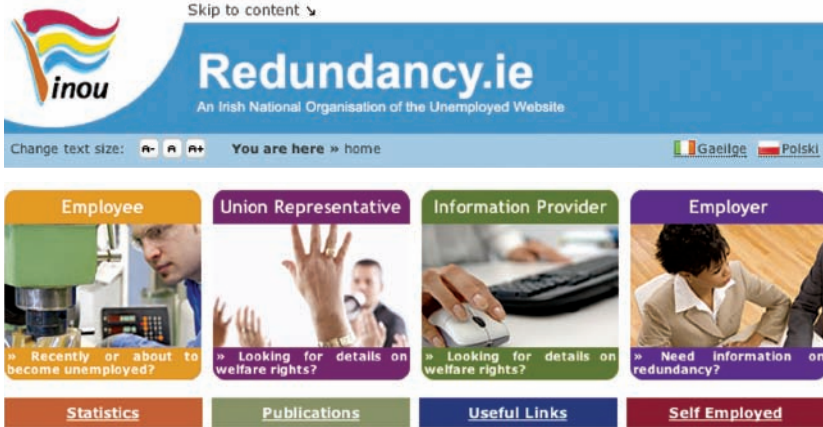 Skip to content ↘
inou
Redundancy.ie
An Irish National Organisation of the Unemployed Website
Change text size: A- A A+ You are here » home Gaeilge Polski
Employee Union Representative Information Provider Employer
» Recently or about to become unemployed?
» Looking for details on welfare rights?
» Looking for details on welfare rights?
» Need information on redundancy?
Statistics Publications Useful Links Self Employed